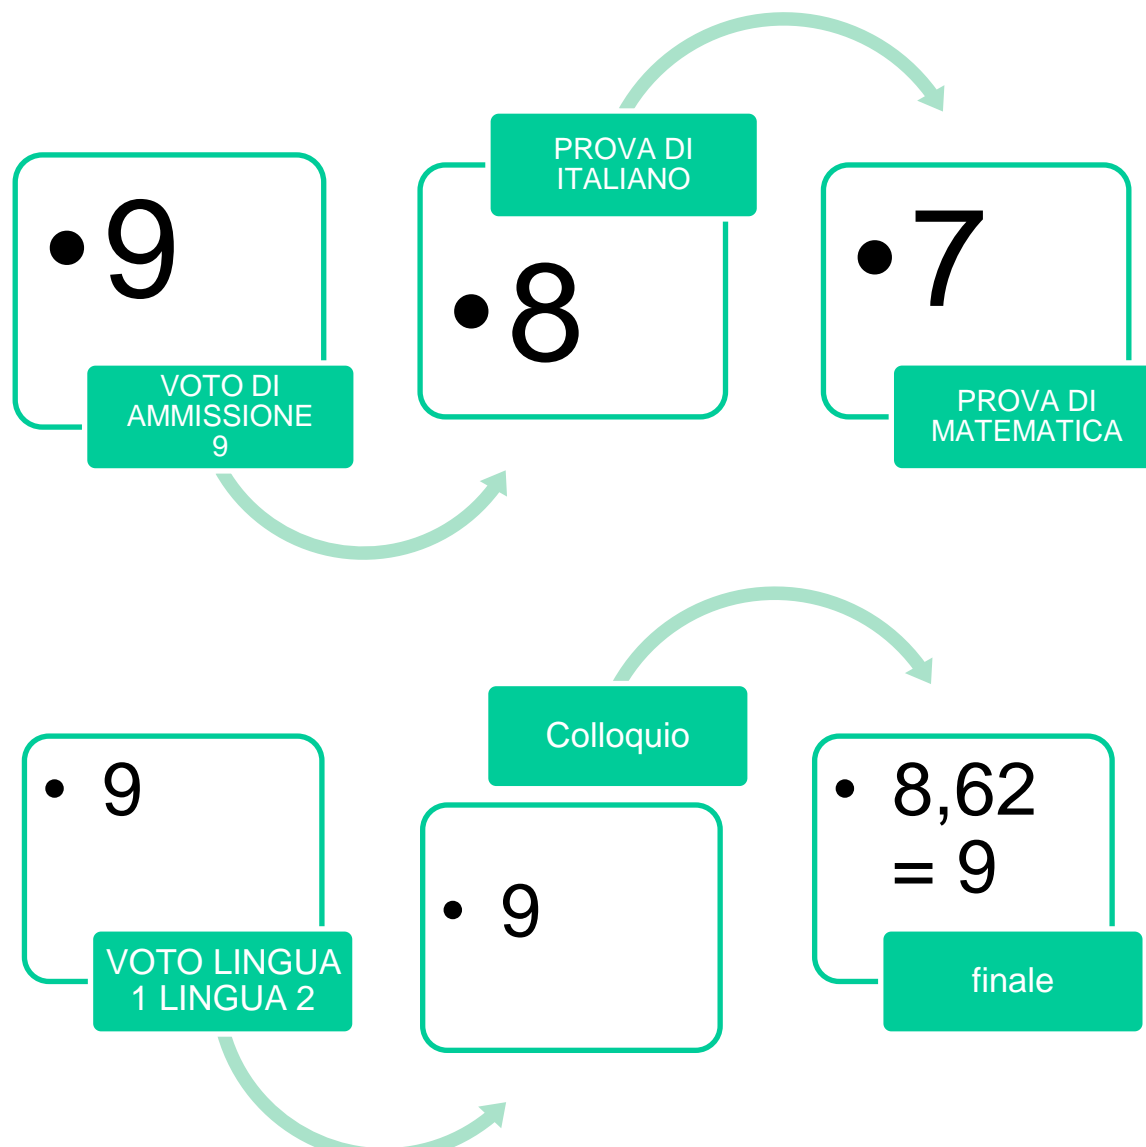 •9
VOTO DI
AMMISSIONE
9
PROVA DI
ITALIANO
•8
•7
PROVA DI
MATEMATICA
• 9
VOTO LINGUA
1 LINGUA 2
Colloquio
• 9
• 8,62
= 9
finale